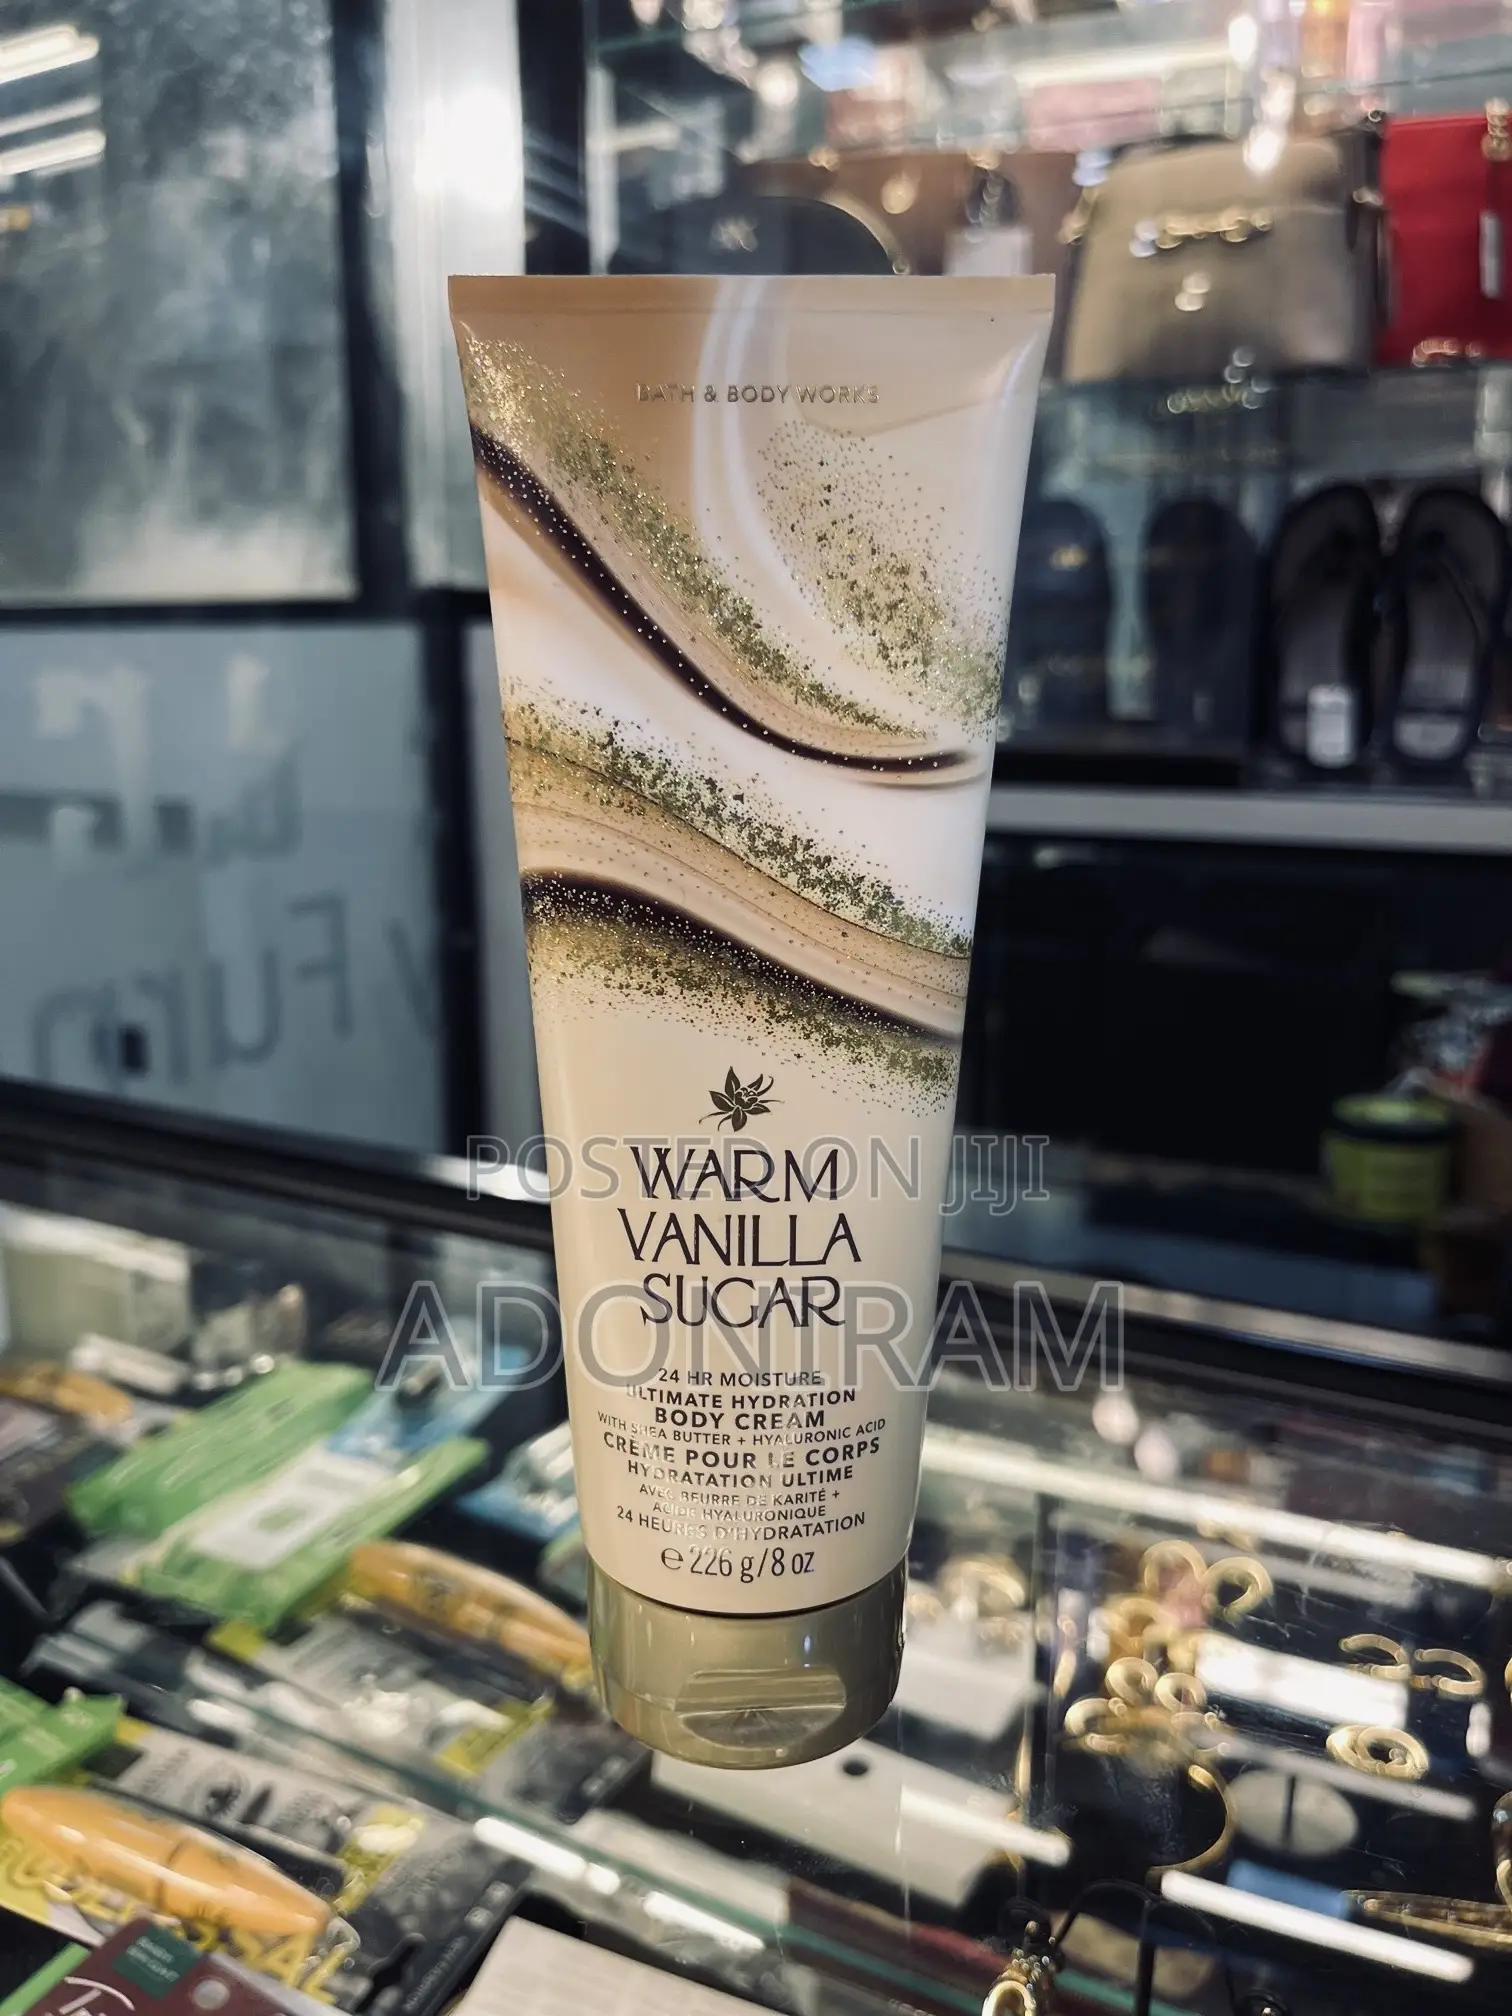 BATH & BODY WORKS
POSTED ON JIJI
WARM
VANILLA
SUGAR
ADONIRAM
24 HR MOISTURE
ULTIMATE HYDRATION
BODY CREAM
WITH SHEA BUTTER + HYALURONIC ACID
CRÈME POUR LE CORPS
HYDRATATION ULTIME
AVEC BEURRE DE KARITÉ +
ACIDE HYALURONIQUE
24 HEURES D'HYDRATATION
℮ 226 g/8 oz